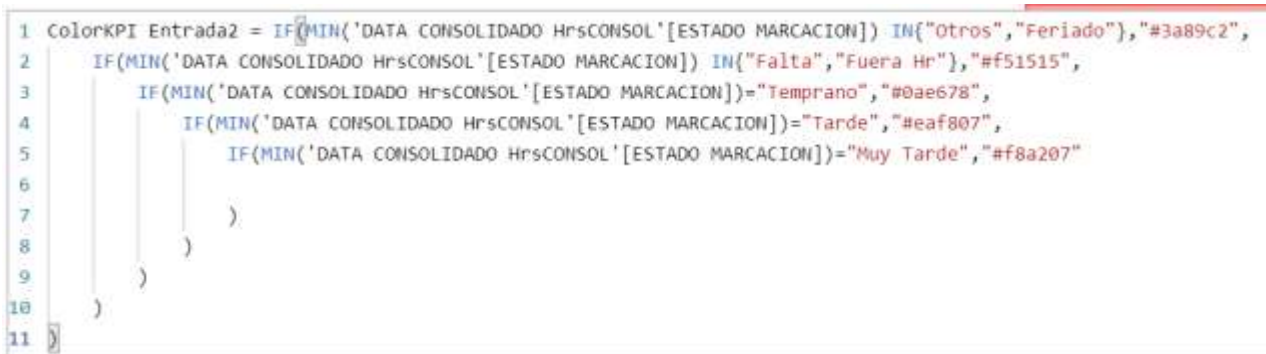 1 ColorKPI Entrada2 = IF(MIN('DATA CONSOLIDADO HrsCONSOL'[ESTADO MARCACION]) IN{"Otros","Feriado"},"#3a89c2",
2 IF(MIN('DATA CONSOLIDADO HrsCONSOL'[ESTADO MARCACION]) IN{"Falta","Fuera Hr"},"#f51515",
3 IF(MIN('DATA CONSOLIDADO HrsCONSOL'[ESTADO MARCACION])="Temprano","#0ae678",
4 IF(MIN('DATA CONSOLIDADO HrsCONSOL'[ESTADO MARCACION])="Tarde","#eaf807",
5 IF(MIN('DATA CONSOLIDADO HrsCONSOL'[ESTADO MARCACION])="Muy Tarde","#f8a207"
6
7 )
8 )
9 )
10 )
11 )